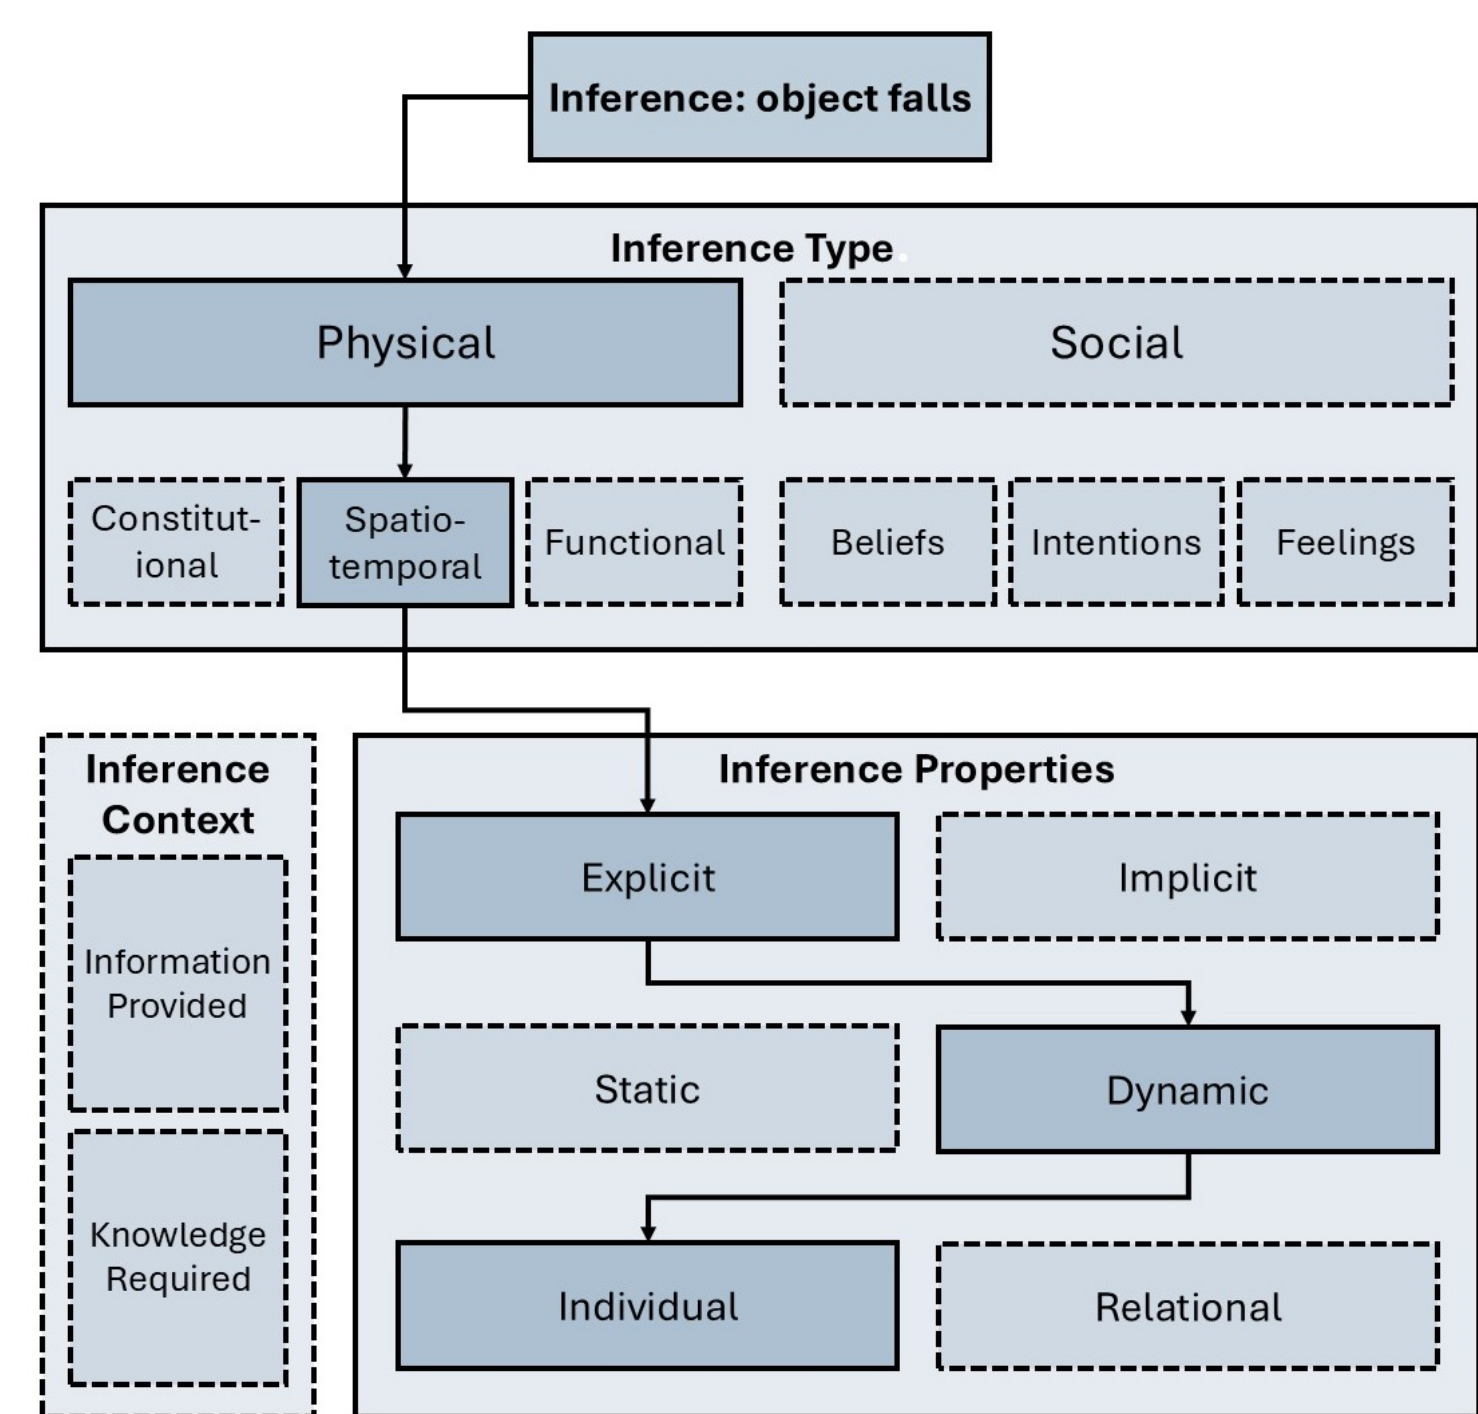 Inference: object falls
Inference Type.
Physical
Social
Constitut-
ional
Spatio-
temporal
Functional
Beliefs
Intentions
Feelings
Inference
Context
Information
Provided
Knowledge
Required
Inference Properties
Explicit
Implicit
Static
Dynamic
Individual
Relational